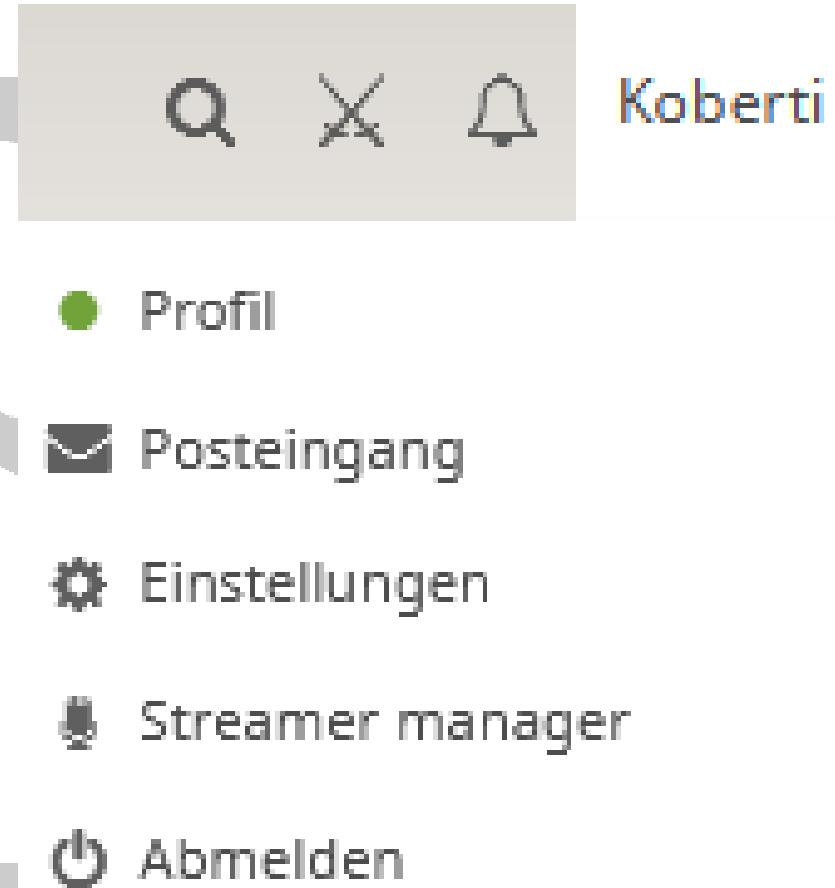 Koberti
Profil
Posteingang
Einstellungen
Streamer manager
Abmelden